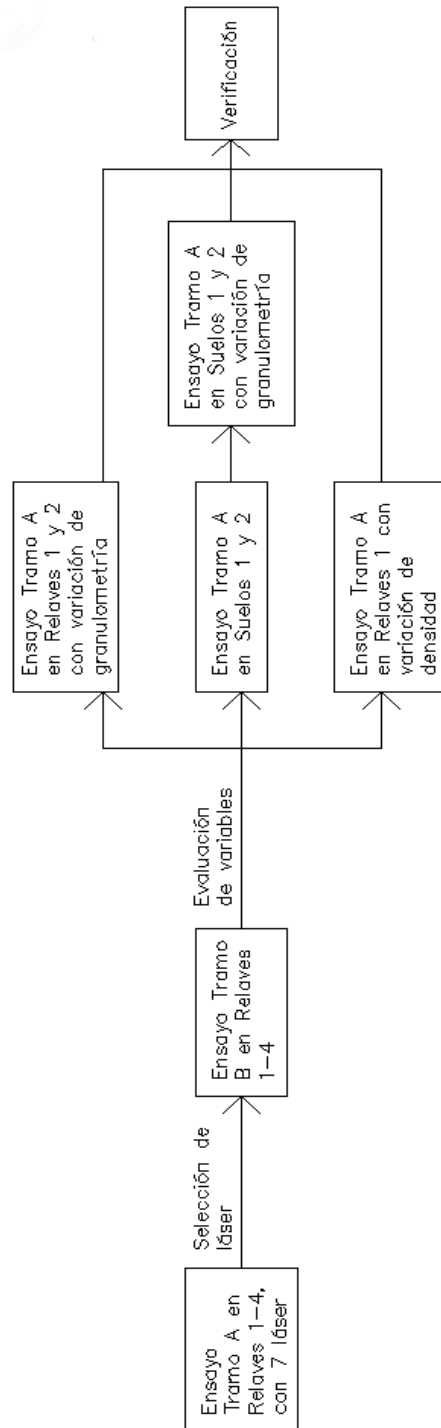 Ensayo
Tramo A en
Relaves 1-4,
con 7 láser
Selección de
láser
Ensayo Tramo
B en Relaves
1-4
Evaluación
de variables
Ensayo Tramo A
en Relaves 1 y 2
con variación de
granulometría
Ensayo Tramo A
en Suelos 1 y 2
Ensayo Tramo A
en Relaves 1 con
variación de
densidad
Ensayo Tramo A
en Suelos 1 y 2
con variación de
granulometría
Verificación